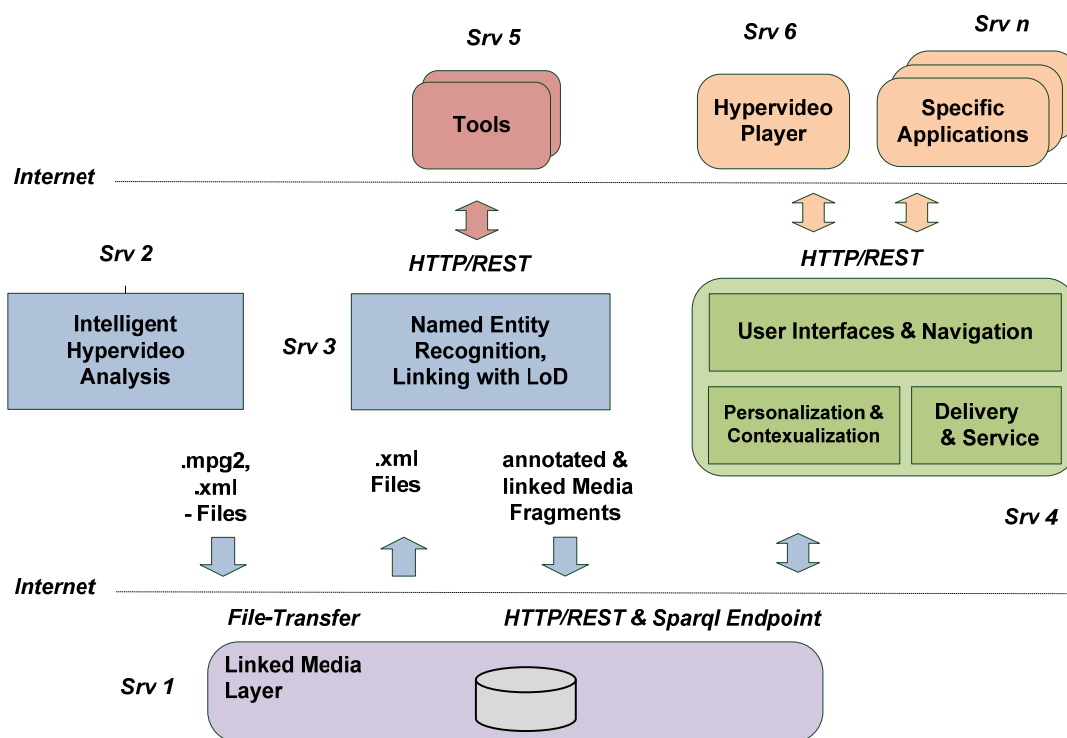 Srv 5
Srv 6
Srv n
Tools
Hypervideo
Player
Specific
Applications
Internet
Srv 2
HTTP/REST
HTTP/REST
Intelligent
Hypervideo
Analysis
Srv 3
Named Entity
Recognition,
Linking with LoD
User Interfaces & Navigation
Personalization &
Contexualization
Delivery
& Service
.mpg2,
.xml
- Files
.xml
Files
annotated &
linked Media
Fragments
Srv 4
Internet
File-Transfer
HTTP/REST & Sparql Endpoint
Srv 1
Linked Media
Layer